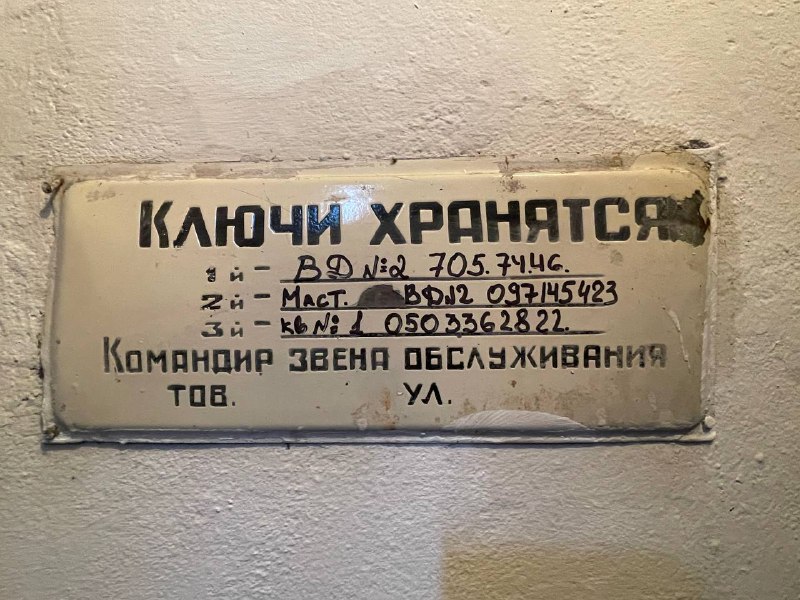 Ключи хранятся
1й - ВД №2 705.74.46.
2й - Маст. ВД№2 097145423
3й - кв № 1 0503362822.
Командир звена обслуживания
тов. ул.